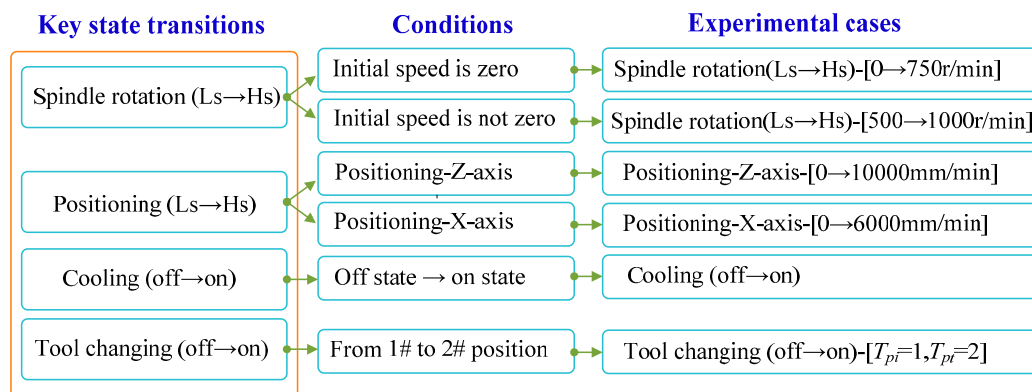 Key state transitions
Conditions
Experimental cases
Spindle rotation (Ls→Hs)
Initial speed is zero
Spindle rotation(Ls→Hs)-[0→750r/min]
Initial speed is not zero
Spindle rotation(Ls→Hs)-[500→1000r/min]
Positioning (Ls→Hs)
Positioning-Z-axis
Positioning-Z-axis-[0→10000mm/min]
Positioning-X-axis
Positioning-X-axis-[0→6000mm/min]
Cooling (off→on)
Off state → on state
Cooling (off→on)
Tool changing (off→on)
From 1# to 2# position
Tool changing (off→on)-[Tpi=1,Tpt=2]